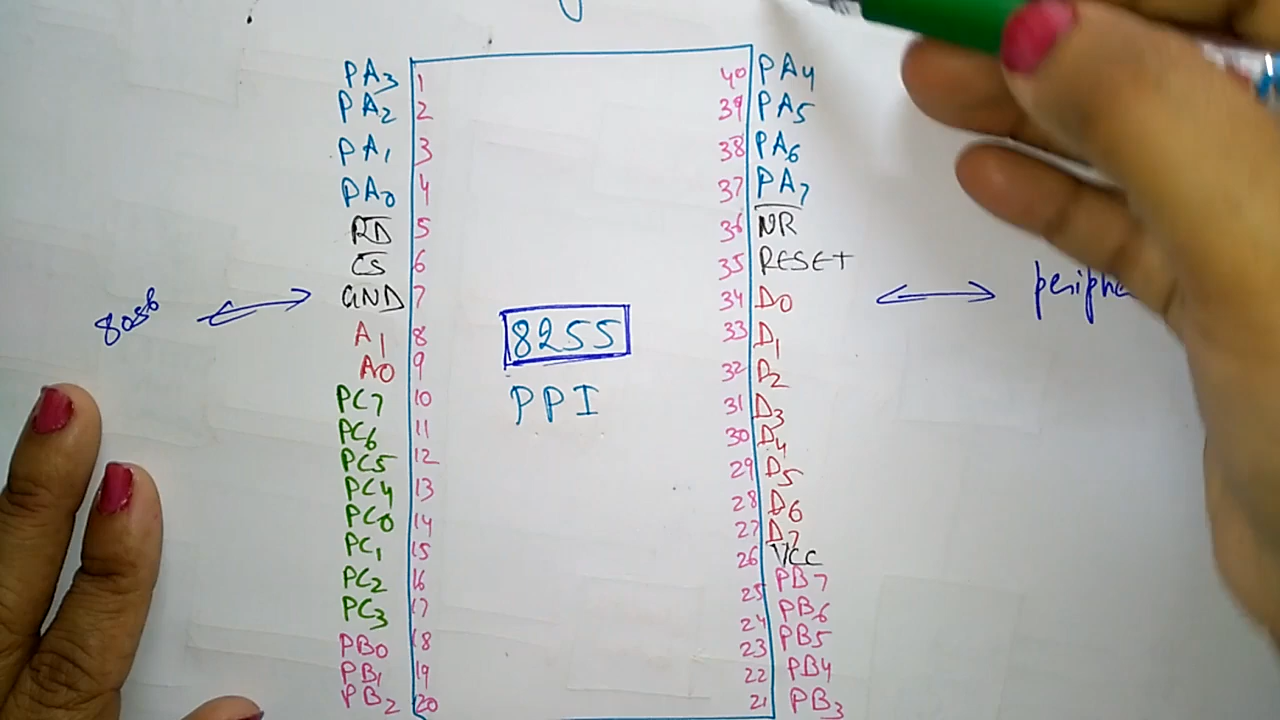 PA3 1 40 PA4
PA2 2 39 PA5
PA1 3 38 PA6
PA0 4 37 PA7
R̅D̅ 5 36 W̅R̅
C̅S̅ 6 35 RESET
GND 7 34 D0
8086
A1 8 33 D1
A0 9 32 D2
8255
PPI
PC7 10 31 D3
PC6 11 30 D4
PC5 12 29 D5
PC4 13 28 D6
PC0 14 27 D7
PC1 15 26 VCC
PC2 16 25 PB7
PC3 17 24 PB6
PB0 18 23 PB5
PB1 19 22 PB4
PB2 20 21 PB3